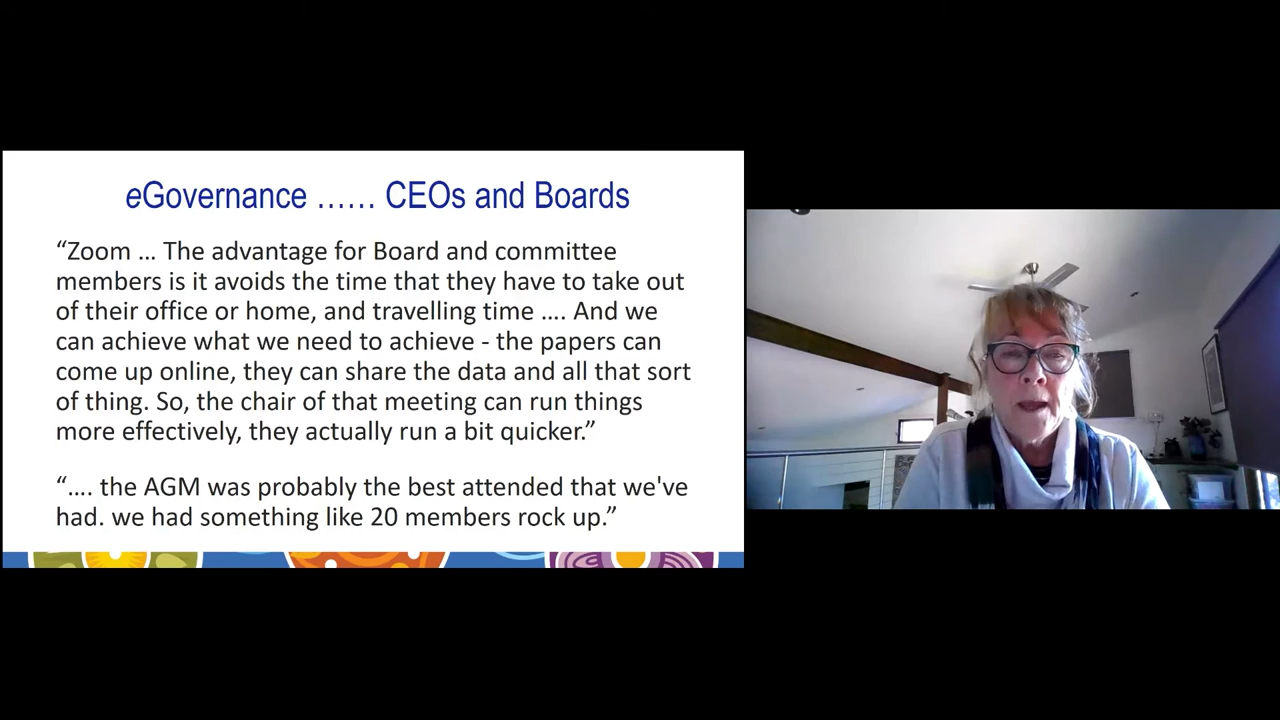 eGovernance …… CEOs and Boards
“Zoom … The advantage for Board and committee
members is it avoids the time that they have to take out
of their office or home, and travelling time …. And we
can achieve what we need to achieve - the papers can
come up online, they can share the data and all that sort
of thing. So, the chair of that meeting can run things
more effectively, they actually run a bit quicker.”
“…. the AGM was probably the best attended that we've
had. we had something like 20 members rock up.”